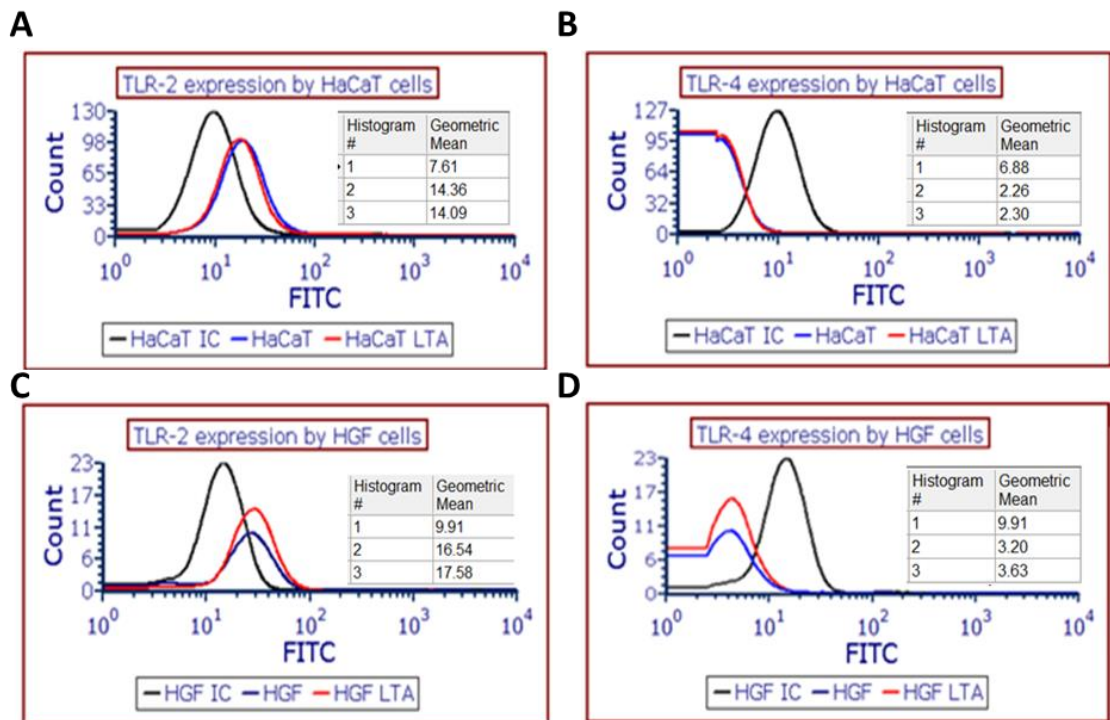 A
TLR-2 expression by HaCaT cells
130
98
65
33
0
Count
Histogram # Geometric Mean
1 7.61
2 14.36
3 14.09
10^0 10^1 10^2 10^3 10^4
FITC
HaCaT IC HaCaT HaCaT LTA
B
TLR-4 expression by HaCaT cells
127
95
64
32
0
Count
Histogram # Geometric Mean
1 6.88
2 2.26
3 2.30
10^0 10^1 10^2 10^3 10^4
FITC
HaCaT IC HaCaT HaCaT LTA
C
TLR-2 expression by HGF cells
23
17
11
6
0
Count
Histogram # Geometric Mean
1 9.91
2 16.54
3 17.58
10^0 10^1 10^2 10^3 10^4
FITC
HGF IC HGF HGF LTA
D
TLR-4 expression by HGF cells
23
17
11
6
0
Count
Histogram # Geometric Mean
1 9.91
2 3.20
3 3.63
10^0 10^1 10^2 10^3 10^4
FITC
HGF IC HGF HGF LTA